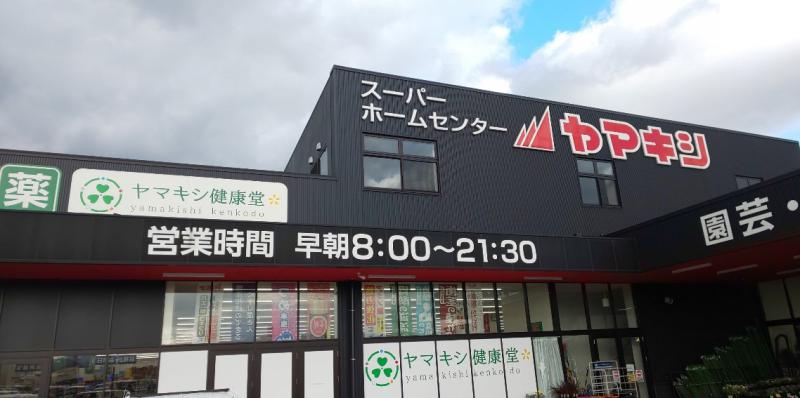 スーパー
ホームセンター
ヤマキシ
薬
ヤマキシ健康堂
yamakishi kenkodo
営業時間 早朝8:00～21:30
園芸・
ヤマキシ健康堂
yamakishi kenkodo